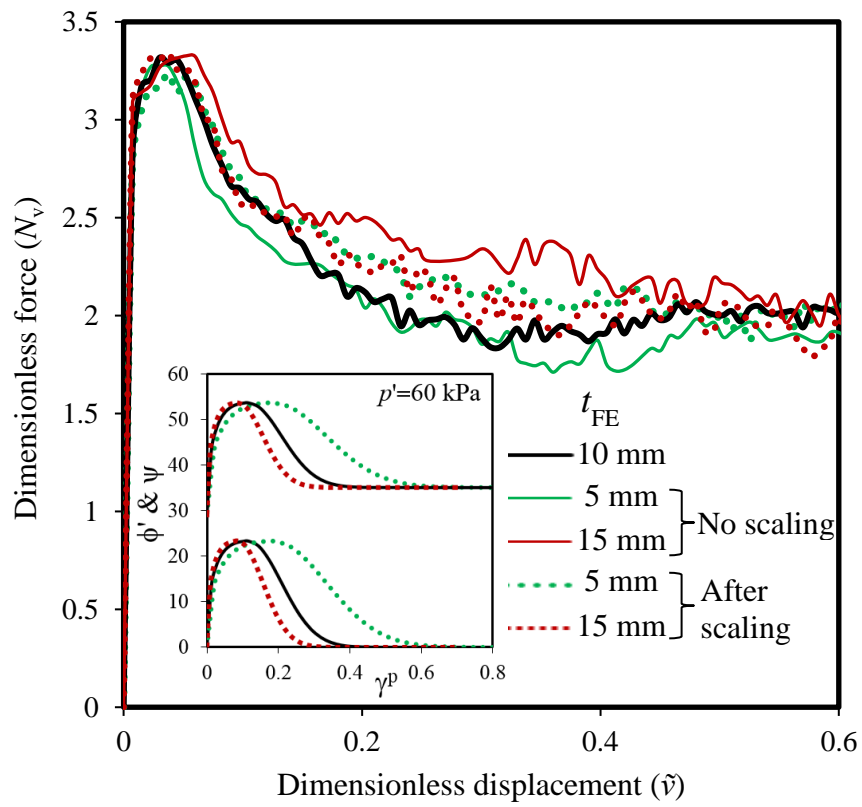 3.5
3
2.5
2
1.5
1
0.5
0
Dimensionless force (Nᵥ)
60
50
40
30
20
10
0
ϕ' & ψ
p'=60 kPa
0
0.2
0.4
0.6
0.8
γᵖ
t_FE
10 mm
5 mm
15 mm
No scaling
5 mm
15 mm
After
scaling
0
0.2
0.4
0.6
Dimensionless displacement (ṽ)